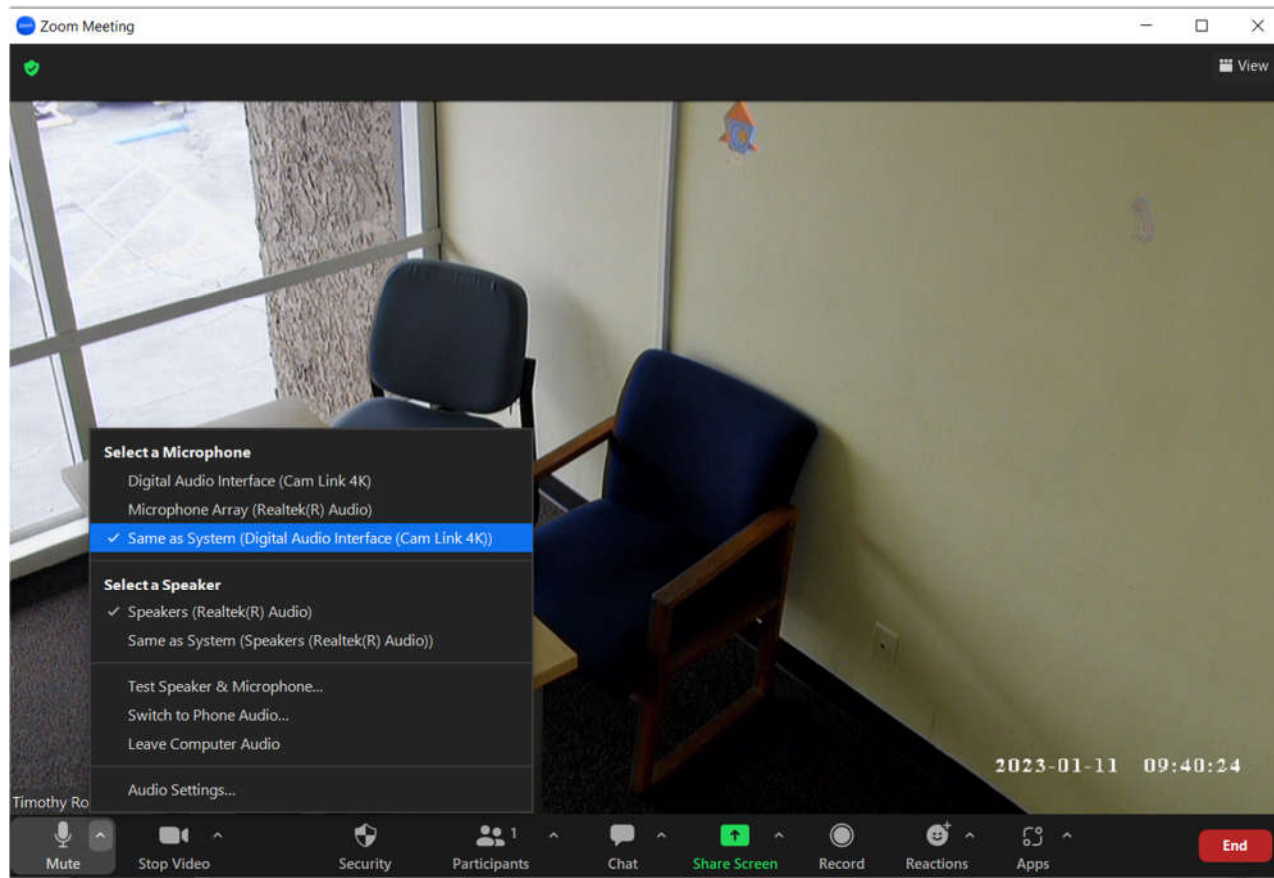 Zoom Meeting
View
Select a Microphone
Digital Audio Interface (Cam Link 4K)
Microphone Array (Realtek(R) Audio)
✓ Same as System (Digital Audio Interface (Cam Link 4K))
Select a Speaker
✓ Speakers (Realtek(R) Audio)
Same as System (Speakers (Realtek(R) Audio))
Test Speaker & Microphone...
Switch to Phone Audio...
Leave Computer Audio
Audio Settings...
2023-01-11 09:40:24
Timothy Ro
1
Mute Stop Video Security Participants Chat Share Screen Record Reactions Apps End